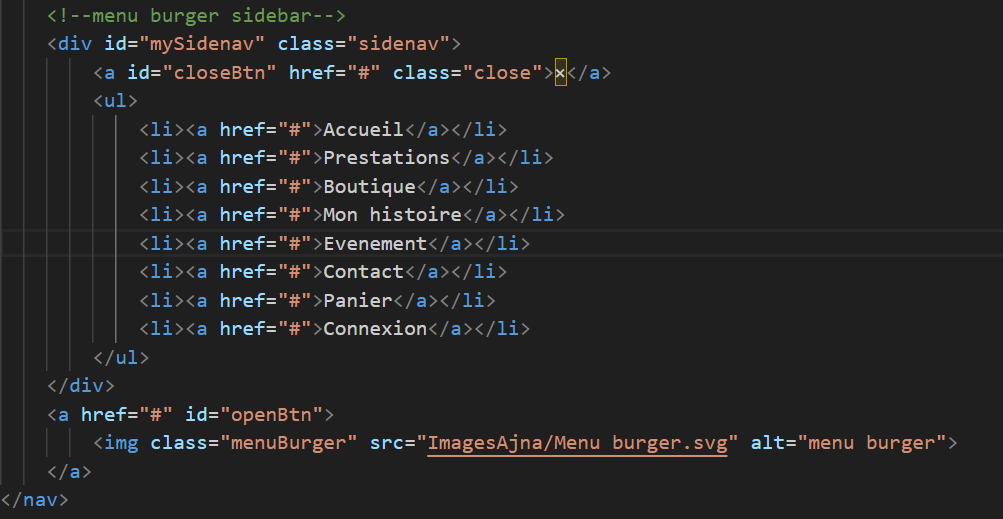 <!--menu burger sidebar-->
<div id="mySidenav" class="sidenav">
<a id="closeBtn" href="#" class="close">×</a>
<ul>
<li><a href="#">Accueil</a></li>
<li><a href="#">Prestations</a></li>
<li><a href="#">Boutique</a></li>
<li><a href="#">Mon histoire</a></li>
<li><a href="#">Evenement</a></li>
<li><a href="#">Contact</a></li>
<li><a href="#">Panier</a></li>
<li><a href="#">Connexion</a></li>
</ul>
</div>
<a href="#" id="openBtn">
<img class="menuBurger" src="ImagesAjna/Menu burger.svg" alt="menu burger">
</a>
</nav>